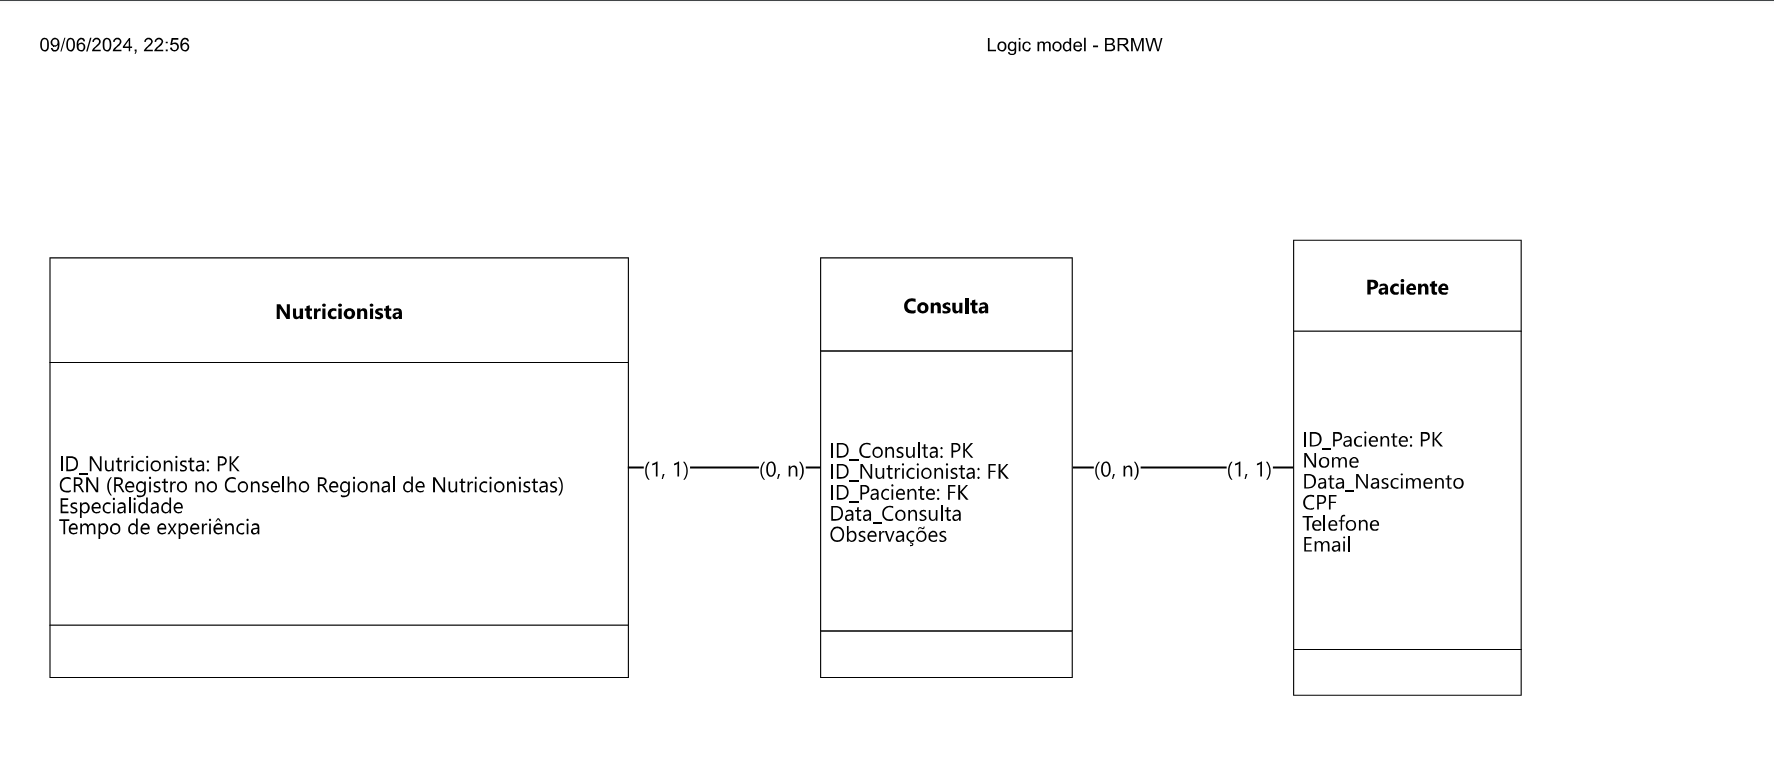 09/06/2024, 22:56
Logic model - BRMW
Nutricionista
ID_Nutricionista: PK
CRN (Registro no Conselho Regional de Nutricionistas)
Especialidade
Tempo de experiência
(1, 1)
(0, n)
Consulta
ID_Consulta: PK
ID_Nutricionista: FK
ID_Paciente: FK
Data_Consulta
Observações
(0, n)
(1, 1)
Paciente
ID_Paciente: PK
Nome
Data_Nascimento
CPF
Telefone
Email